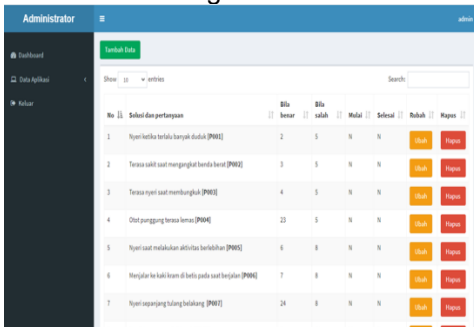 Administrator
admin
Dashboard
Tambah Data
Data Aplikasi
Show 10 entries
Search:
Keluar
No Solusi dan pertanyaan Bila benar Bila salah Mulai Selesai Rubah Hapus
1 Nyeri ketika terlalu banyak duduk [P001] 2 5 N N Ubah Hapus
2 Terasa sakit saat mengangkat benda berat [P002] 3 5 N N Ubah Hapus
3 Terasa nyeri saat membungkuk [P003] 4 5 N N Ubah Hapus
4 Otot punggung terasa lemas [P004] 23 5 N N Ubah Hapus
5 Nyeri saat melakukan aktivitas berlebihan [P005] 6 8 N N Ubah Hapus
6 Menjalar ke kaki kram di betis pada saat berjalan [P006] 7 8 N N Ubah Hapus
7 Nyeri sepanjang tulang belakang [P007] 24 8 N N Ubah Hapus